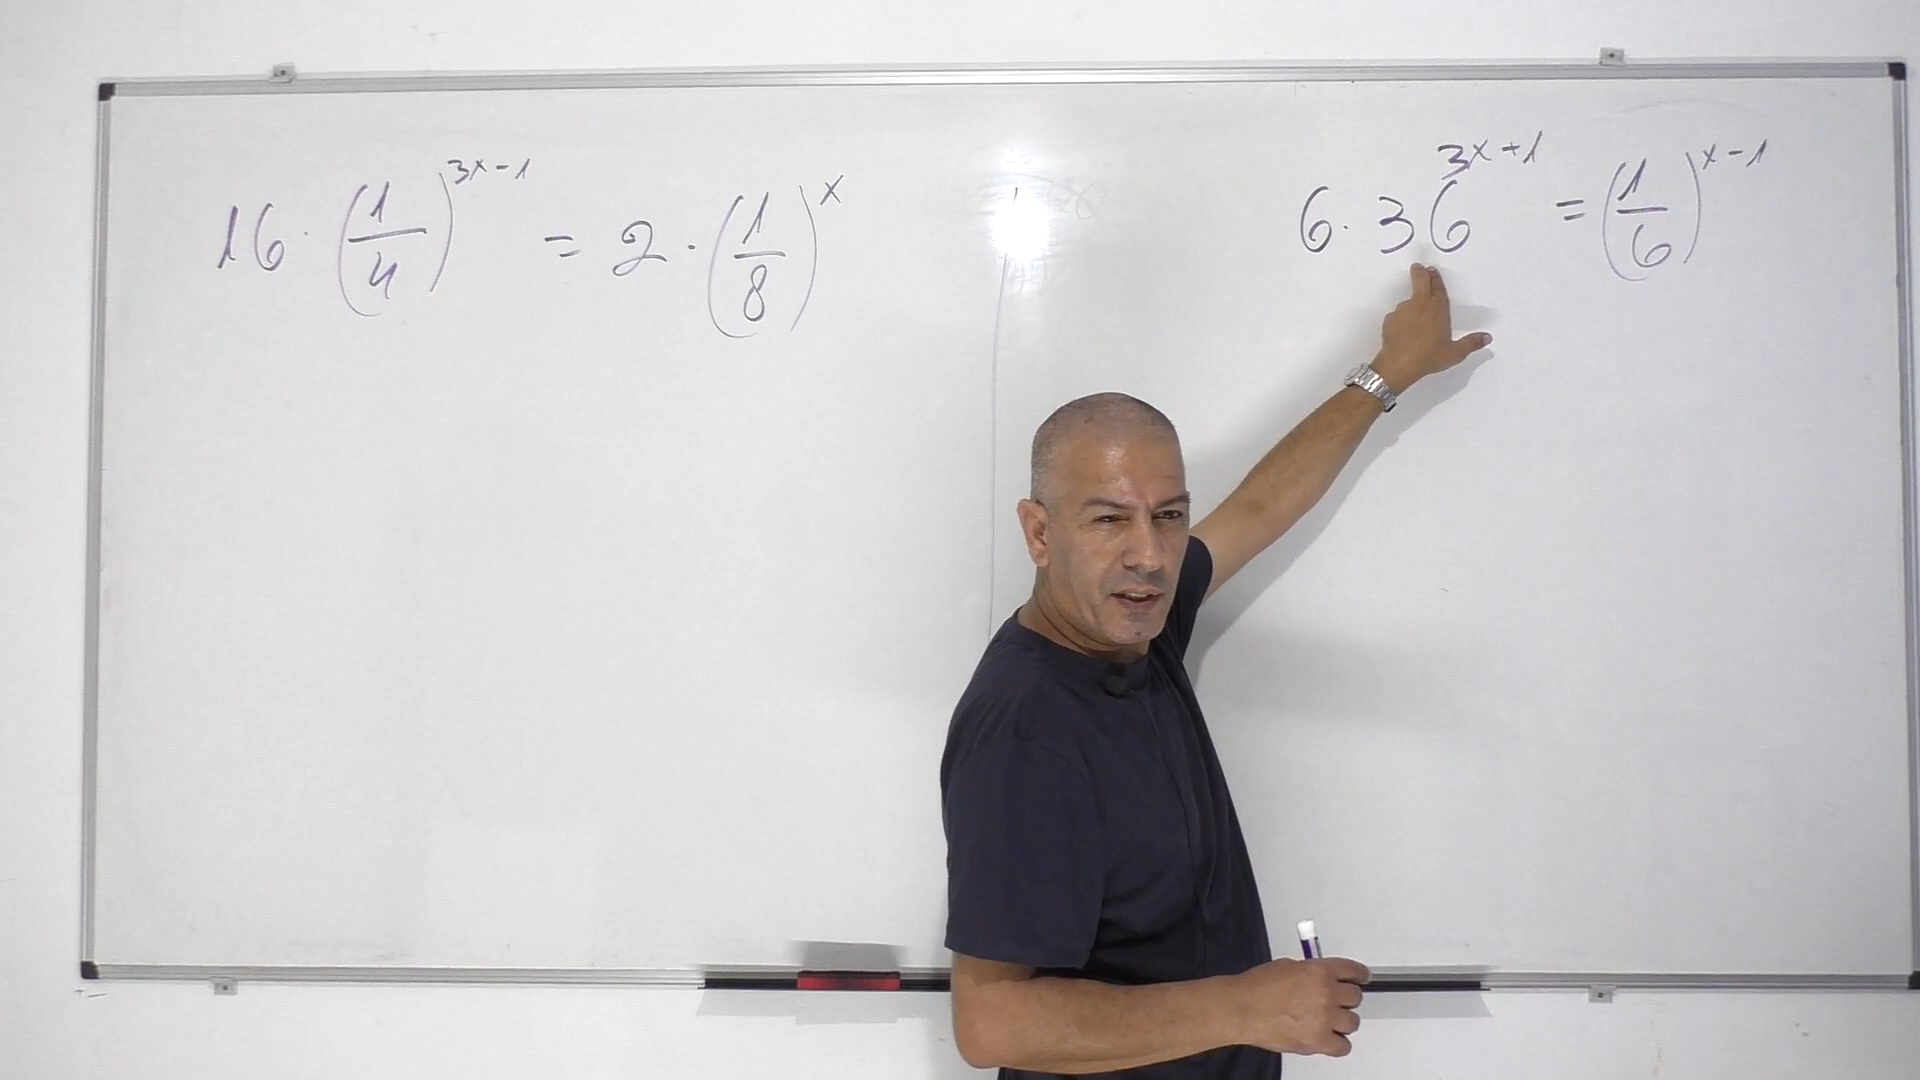 16 · (1/4)^(3x-1) = 2 · (1/8)^x
6 · 36^(3x+1) = (1/6)^(x-1)